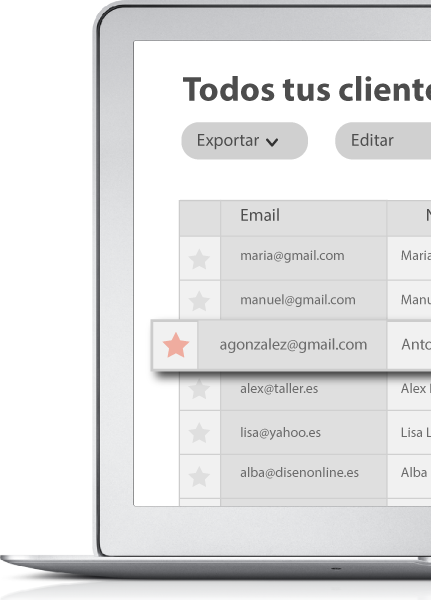 Todos tus cliente
Exportar Editar
Email N
maria@gmail.com Maria
manuel@gmail.com Manu
agonzalez@gmail.com Anto
alex@taller.es Alex
lisa@yahoo.es Lisa L
alba@disenonline.es Alba